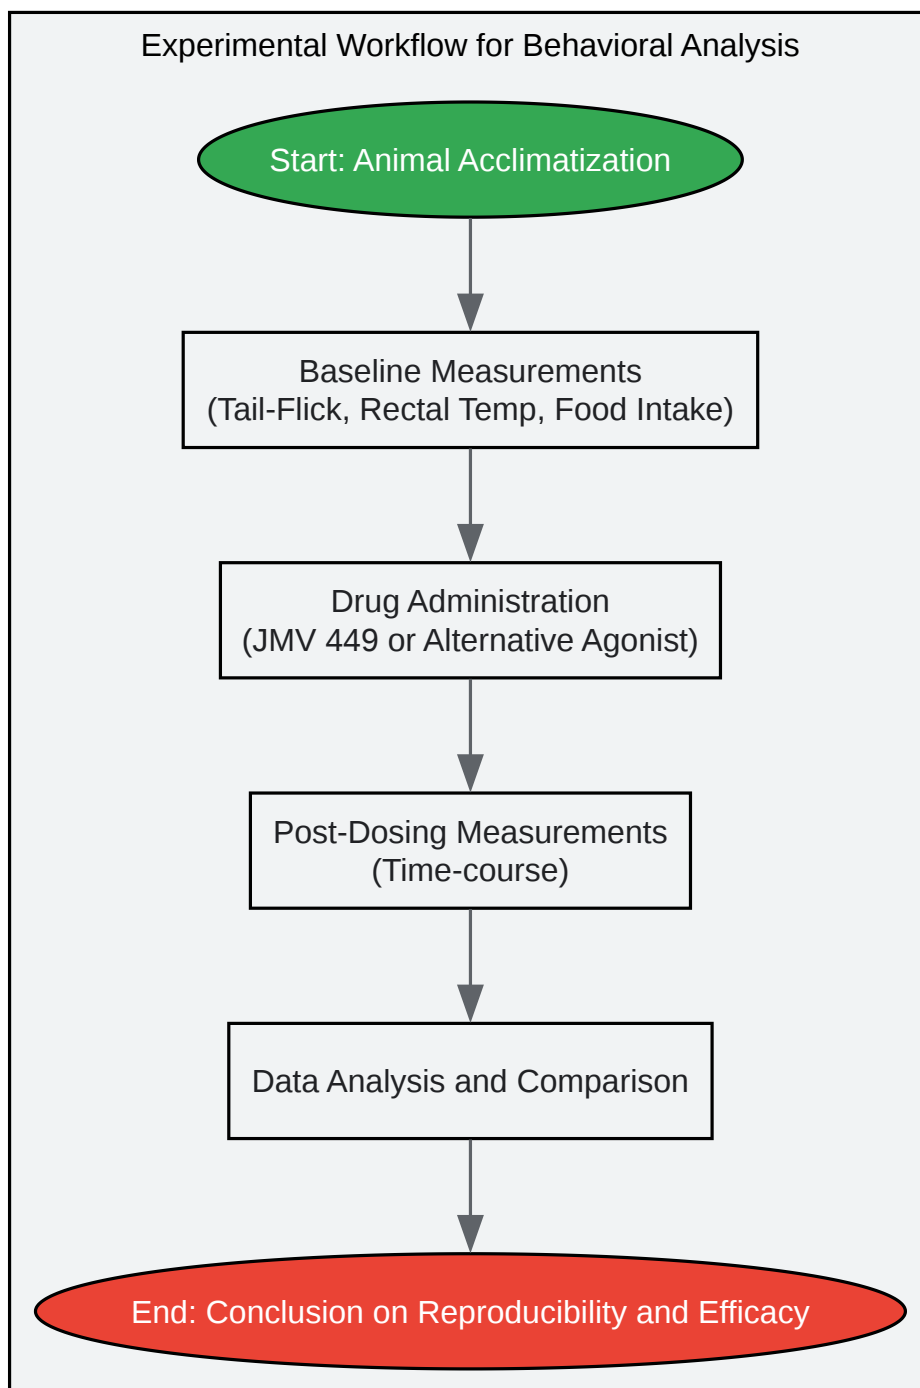 Experimental Workflow for Behavioral Analysis
Start: Animal Acclimatization
Baseline Measurements
(Tail-Flick, Rectal Temp, Food Intake)
Drug Administration
(JMV 449 or Alternative Agonist)
Post-Dosing Measurements
(Time-course)
Data Analysis and Comparison
End: Conclusion on Reproducibility and Efficacy